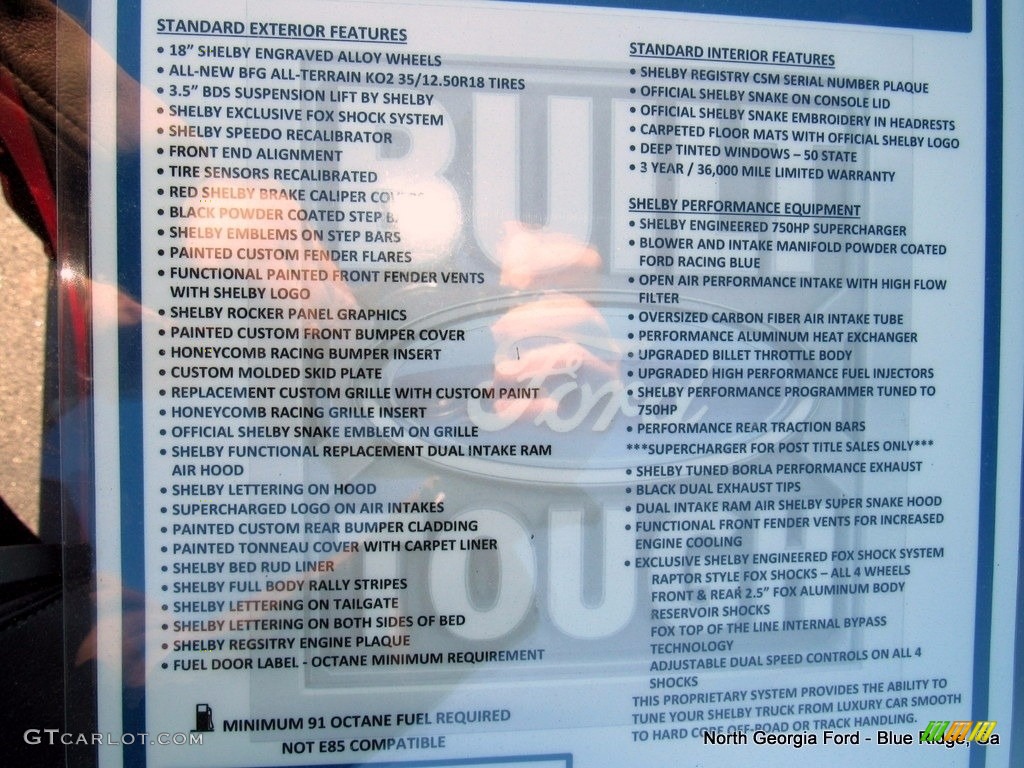 STANDARD EXTERIOR FEATURES
• 18" SHELBY ENGRAVED ALLOY WHEELS
• ALL-NEW BFG ALL-TERRAIN KO2 35/12.50R18 TIRES
• 3.5" BDS SUSPENSION LIFT BY SHELBY
• SHELBY EXCLUSIVE FOX SHOCK SYSTEM
• SHELBY SPEEDO RECALIBRATOR
• FRONT END ALIGNMENT
• TIRE SENSORS RECALIBRATED
• RED SHELBY BRAKE CALIPER
• BLACK POWDER COATED STEP
• SHELBY EMBLEMS ON STEP BARS
• PAINTED CUSTOM FENDER FLARES
• FUNCTIONAL PAINTED FRONT FENDER VENTS
WITH SHELBY LOGO
• SHELBY ROCKER PANEL GRAPHICS
• PAINTED CUSTOM FRONT BUMPER COVER
• HONEYCOMB RACING BUMPER INSERT
• CUSTOM MOLDED SKID PLATE
• REPLACEMENT CUSTOM GRILLE WITH CUSTOM PAINT
• HONEYCOMB RACING GRILLE INSERT
• OFFICIAL SHELBY SNAKE EMBLEM ON GRILLE
• SHELBY FUNCTIONAL REPLACEMENT DUAL INTAKE RAM
AIR HOOD
• SHELBY LETTERING ON HOOD
• SUPERCHARGED LOGO ON AIR INTAKES
• PAINTED CUSTOM REAR BUMPER CLADDING
• PAINTED TONNEAU COVER WITH CARPET LINER
• SHELBY BED RUD LINER
• SHELBY FULL BODY RALLY STRIPES
• SHELBY LETTERING ON TAILGATE
• SHELBY LETTERING ON BOTH SIDES OF BED
• SHELBY REGSITRY ENGINE PLAQUE
• FUEL DOOR LABEL - OCTANE MINIMUM REQUIREMENT
MINIMUM 91 OCTANE FUEL REQUIRED
NOT E85 COMPATIBLE
STANDARD INTERIOR FEATURES
• SHELBY REGISTRY CSM SERIAL NUMBER PLAQUE
• OFFICIAL SHELBY SNAKE ON CONSOLE LID
• OFFICIAL SHELBY SNAKE EMBROIDERY IN HEADRESTS
• CARPETED FLOOR MATS WITH OFFICIAL SHELBY LOGO
• DEEP TINTED WINDOWS – 50 STATE
• 3 YEAR / 36,000 MILE LIMITED WARRANTY
SHELBY PERFORMANCE EQUIPMENT
• SHELBY ENGINEERED 750HP SUPERCHARGER
• BLOWER AND INTAKE MANIFOLD POWDER COATED
FORD RACING BLUE
• OPEN AIR PERFORMANCE INTAKE WITH HIGH FLOW
FILTER
• OVERSIZED CARBON FIBER AIR INTAKE TUBE
• PERFORMANCE ALUMINUM HEAT EXCHANGER
• UPGRADED BILLET THROTTLE BODY
• UPGRADED HIGH PERFORMANCE FUEL INJECTORS
• SHELBY PERFORMANCE PROGRAMMER TUNED TO
750HP
• PERFORMANCE REAR TRACTION BARS
***SUPERCHARGER FOR POST TITLE SALES ONLY***
• SHELBY TUNED BORLA PERFORMANCE EXHAUST
• BLACK DUAL EXHAUST TIPS
• DUAL INTAKE RAM AIR SHELBY SUPER SNAKE HOOD
• FUNCTIONAL FRONT FENDER VENTS FOR INCREASED
ENGINE COOLING
• EXCLUSIVE SHELBY ENGINEERED FOX SHOCK SYSTEM
RAPTOR STYLE FOX SHOCKS – ALL 4 WHEELS
FRONT & REAR 2.5" FOX ALUMINUM BODY
RESERVOIR SHOCKS
FOX TOP OF THE LINE INTERNAL BYPASS
TECHNOLOGY
ADJUSTABLE DUAL SPEED CONTROLS ON ALL 4
SHOCKS
THIS PROPRIETARY SYSTEM PROVIDES THE ABILITY TO
TUNE YOUR SHELBY TRUCK FROM LUXURY CAR SMOOTH
TO HARD CORE OFF-ROAD OR TRACK HANDLING.
BUILT
Ford
TOUGH
GTCARLOT.COM
North Georgia Ford - Blue Ridge, Ga